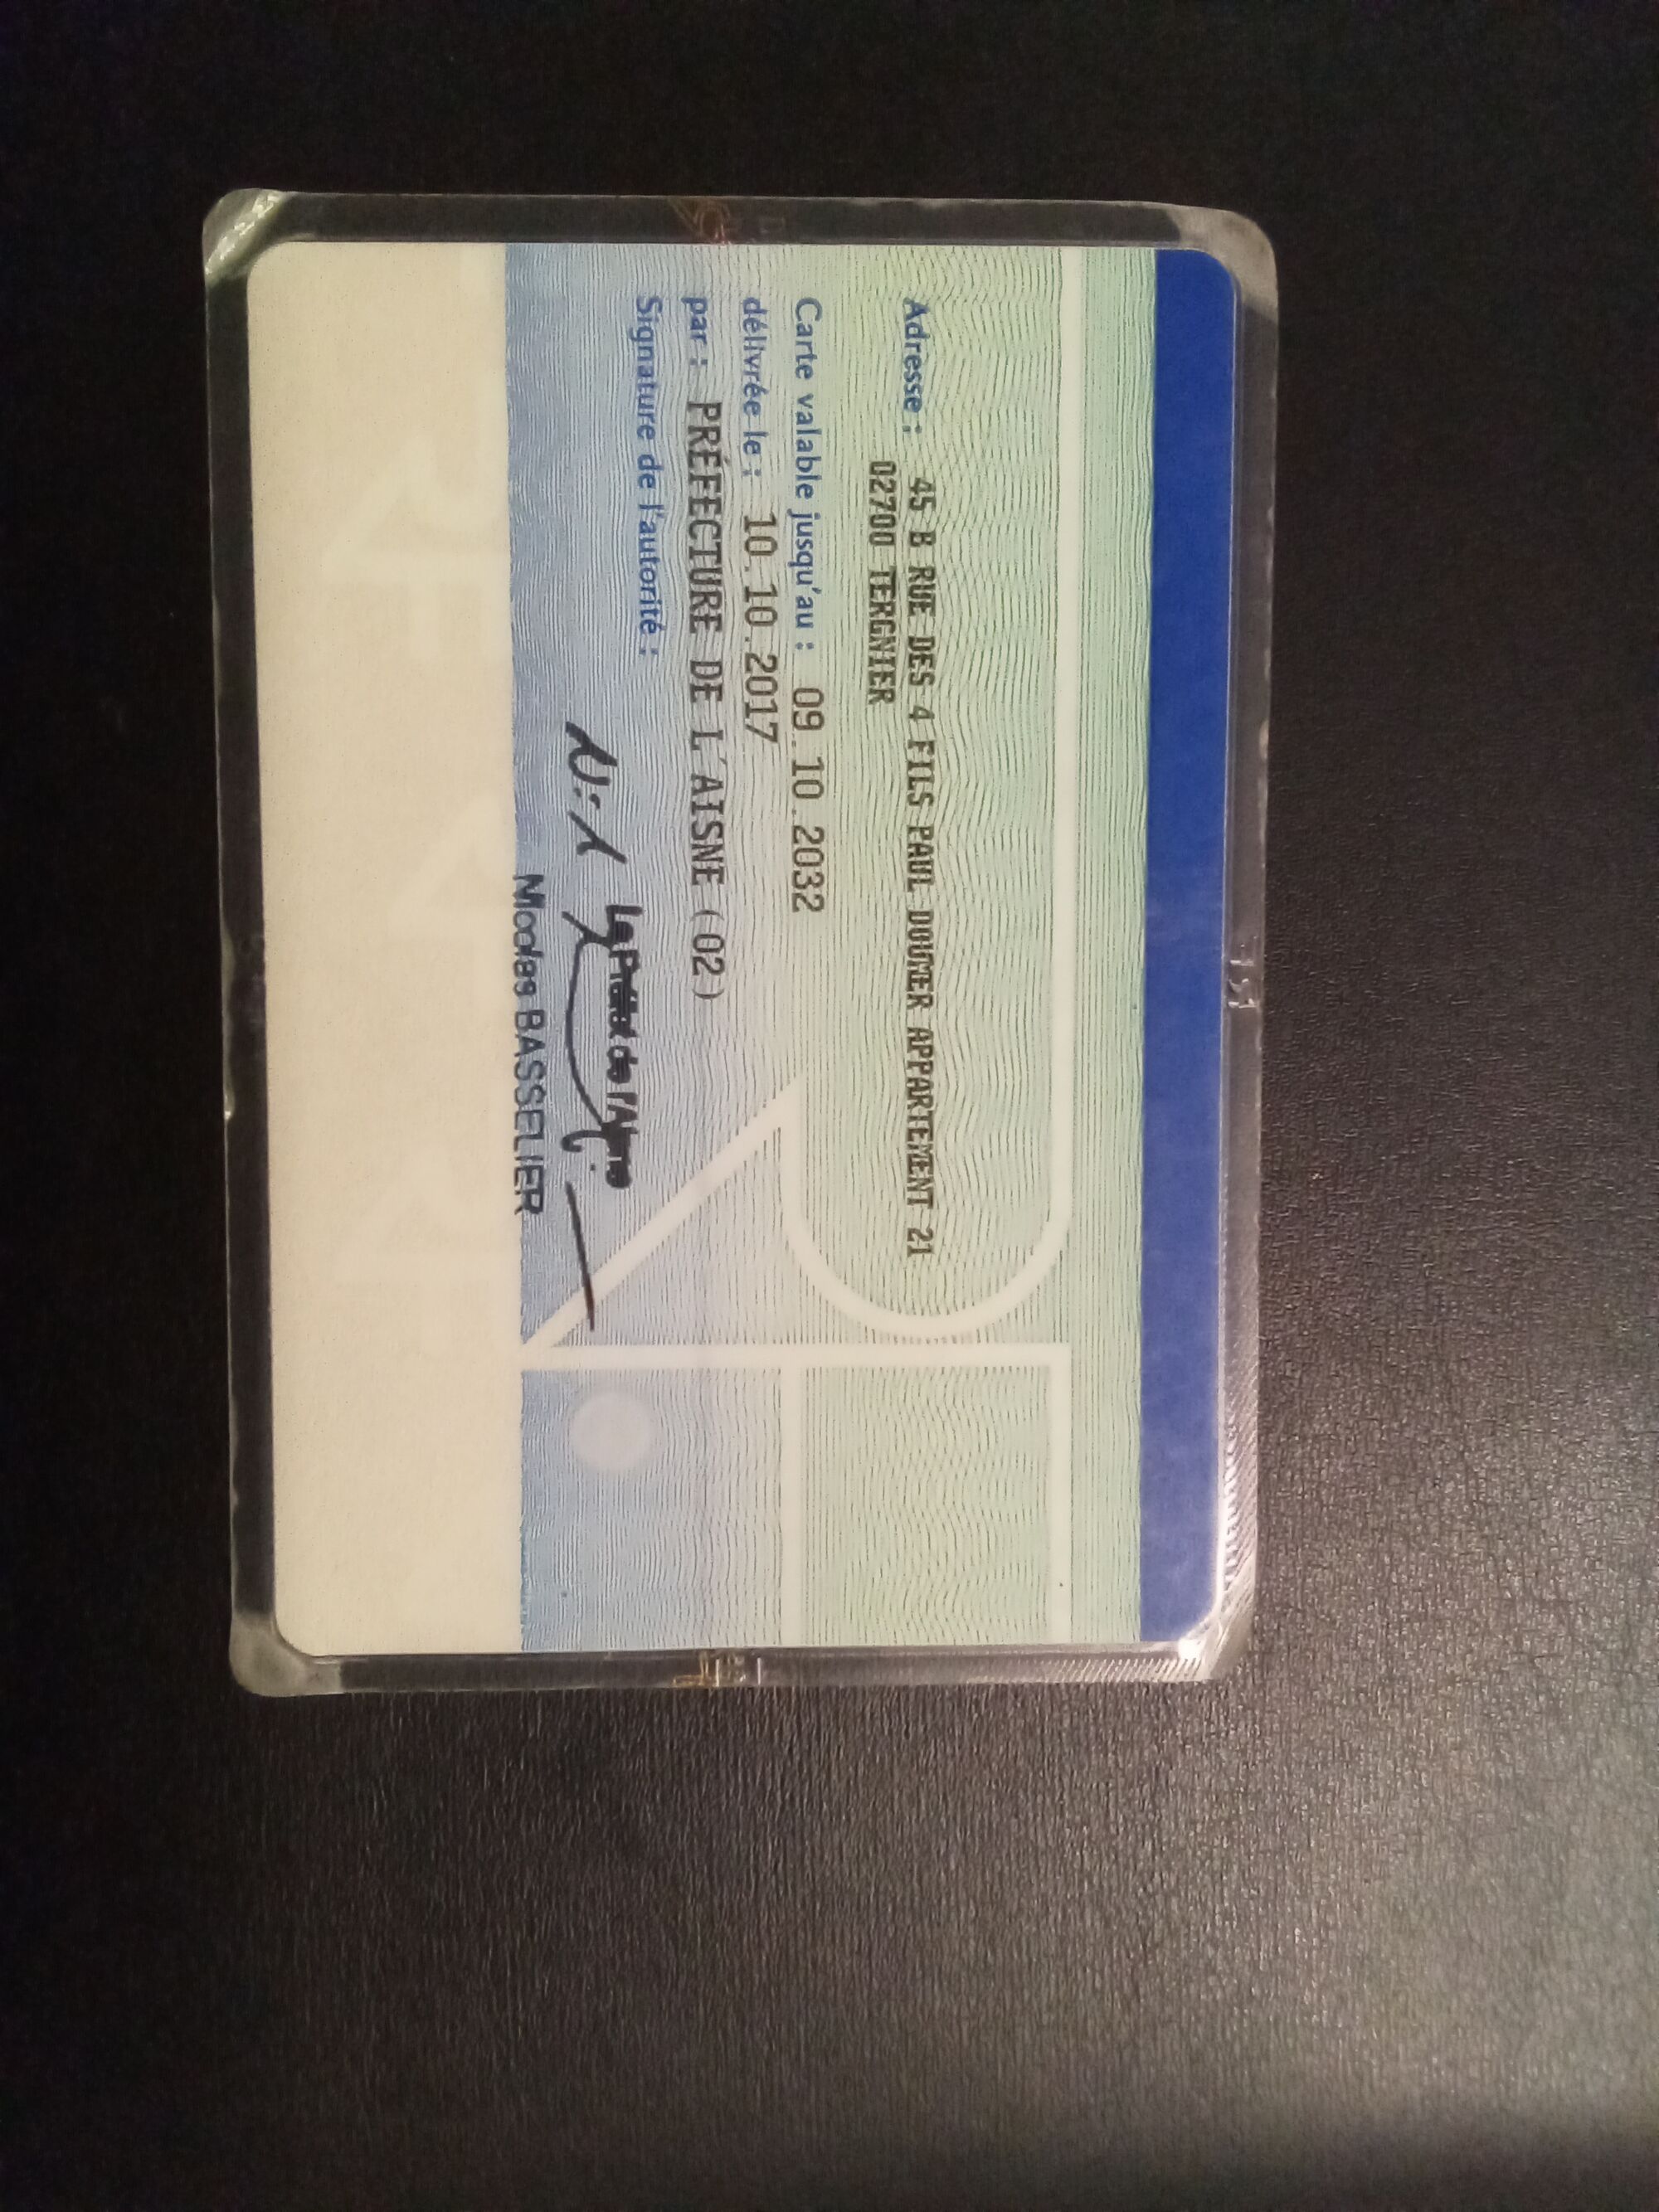 Adresse : 45 B RUE DES 4 FILS PAUL DOUMER APPARTEMENT 21
02700 TERGNIER
Carte valable jusqu'au : 09.10.2032
délivrée le : 10.10.2017
par : PRÉFECTURE DE L'AISNE (02)
Signature de l'autorité :
Le Préfet de l'Aisne
Nicolas BASSELIER